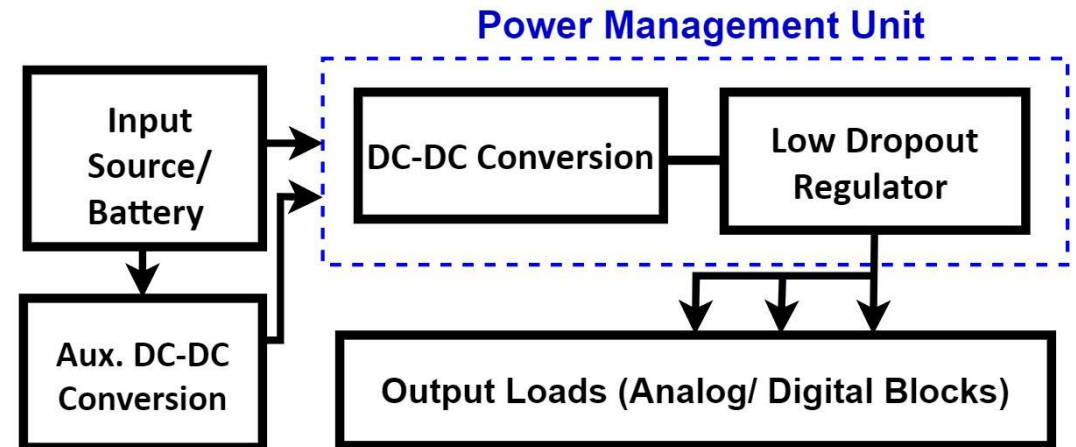 Power Management Unit
Input
Source/
Battery
DC-DC Conversion
Low Dropout
Regulator
Aux. DC-DC
Conversion
Output Loads (Analog/ Digital Blocks)